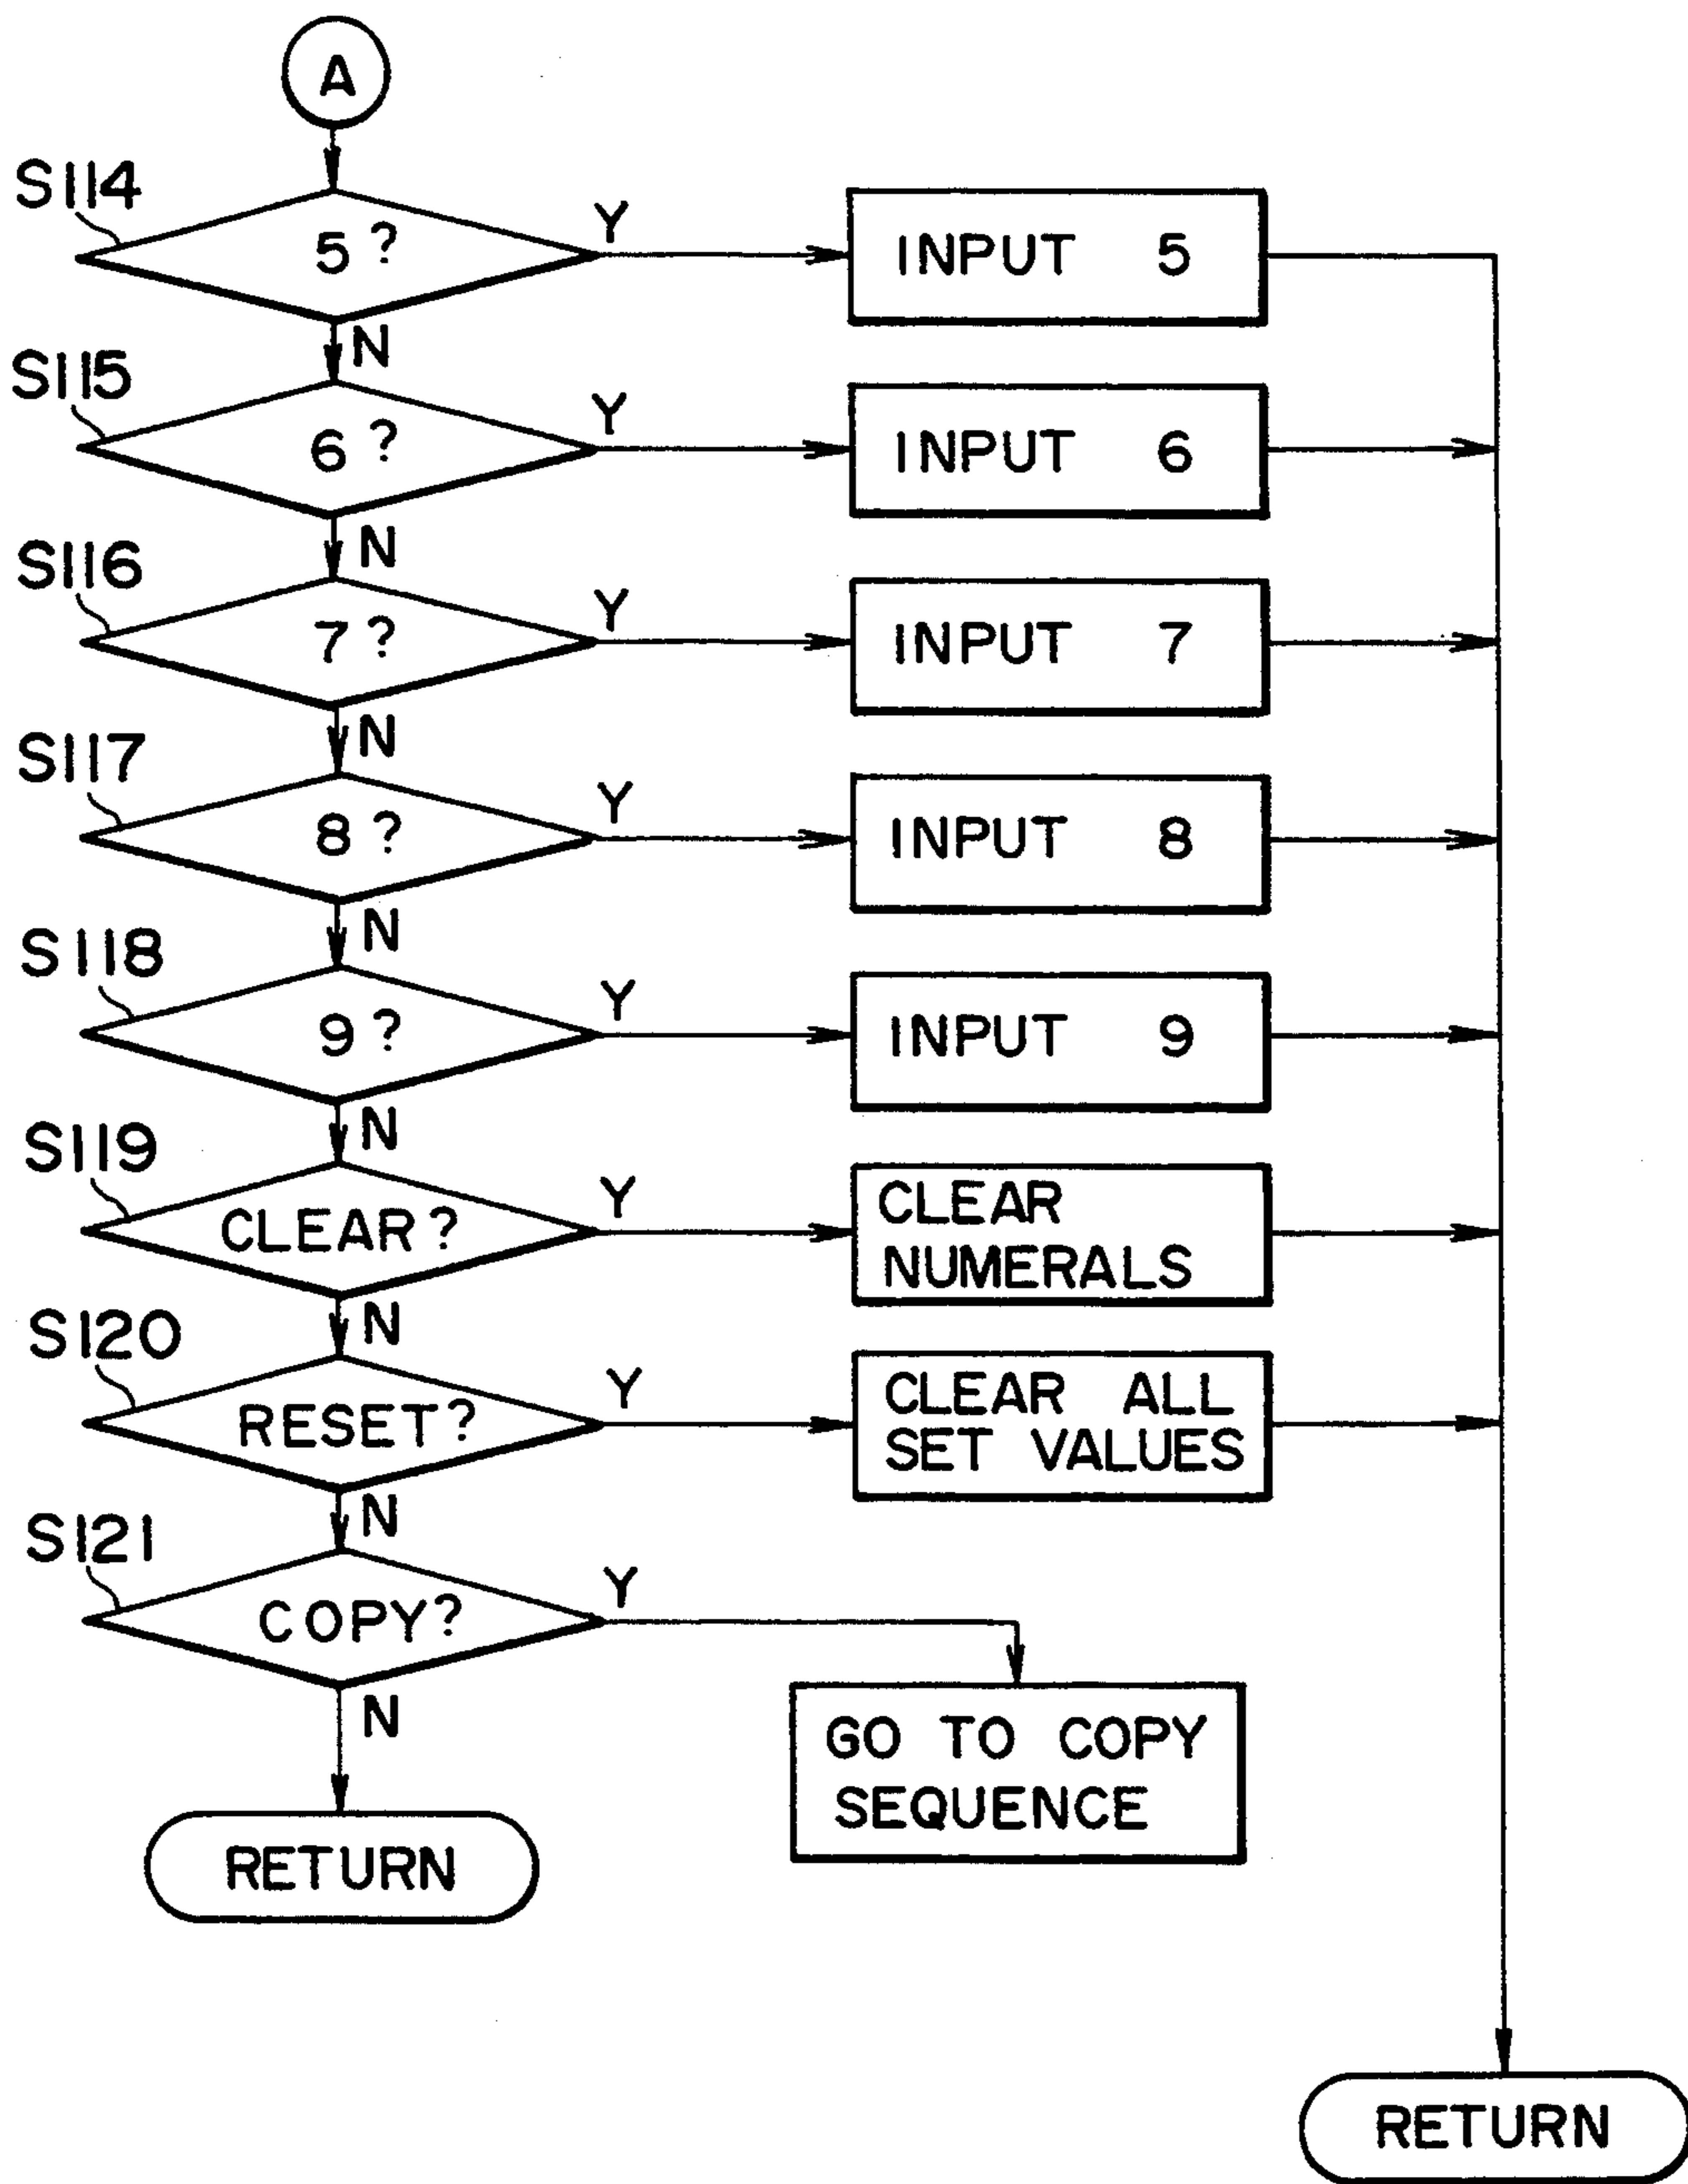 A
S114
5?
Y
INPUT 5
N
S115
6?
Y
INPUT 6
N
S116
7?
Y
INPUT 7
N
S117
8?
Y
INPUT 8
N
S118
9?
Y
INPUT 9
N
S119
CLEAR?
Y
CLEAR
NUMERALS
N
S120
RESET?
Y
CLEAR ALL
SET VALUES
N
S121
COPY?
Y
GO TO COPY
SEQUENCE
N
RETURN
RETURN